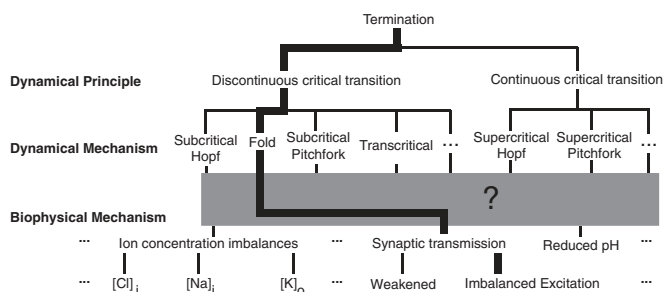 Termination
Dynamical Principle Discontinuous critical transition Continuous critical transition
Dynamical Mechanism Subcritical Hopf Fold Subcritical Pitchfork Transcritical ... Supercritical Hopf Supercritical Pitchfork ...
?
Biophysical Mechanism
... Ion concentration imbalances ... Synaptic transmission Reduced pH ...
... [Cl]i [Na]i [K]o ... Weakened Imbalanced Excitation ...